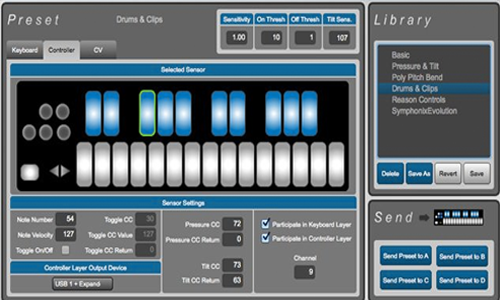 Preset
Drums & Clips
Sensitivity
On Thresh
Off Thresh
Tilt Sens.
1.00
10
1
107
Keyboard
Controller
CV
Selected Sensor
Sensor Settings
Note Number 54
Note Velocity 127
Toggle On/Off
Toggle CC 30
Toggle CC Value 127
Toggle CC Return 0
Controller Layer Output Device
USB 1 + Expandi
Pressure CC 72
Pressure CC Return 0
Tilt CC 73
Tilt CC Return 63
Participate in Keyboard Layer
Participate in Controller Layer
Channel
9
Library
Basic
Pressure & Tilt
Poly Pitch Bend
Drums & Clips
Reason Controls
SymphonixEvolution
Delete
Save As
Revert
Save
Send
Send Preset to A
Send Preset to B
Send Preset to C
Send Preset to D